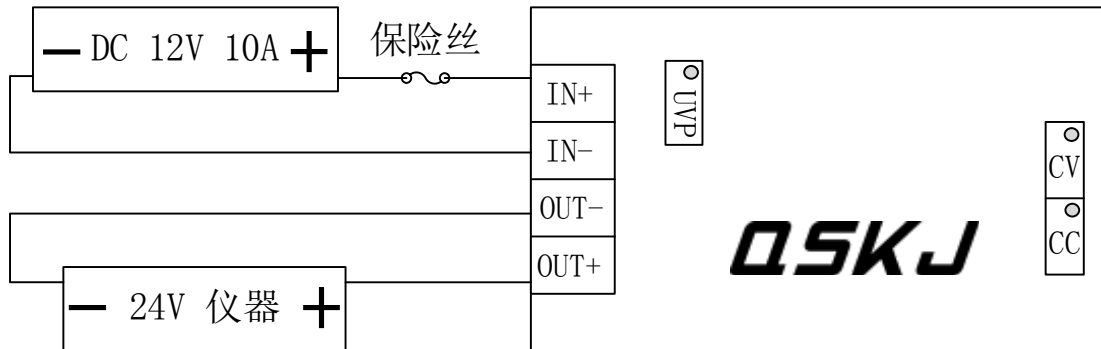 − DC 12V 10A +
保险丝
IN+
IN-
OUT-
OUT+
− 24V 仪器 +
UVP
CV
CC
QSKJ